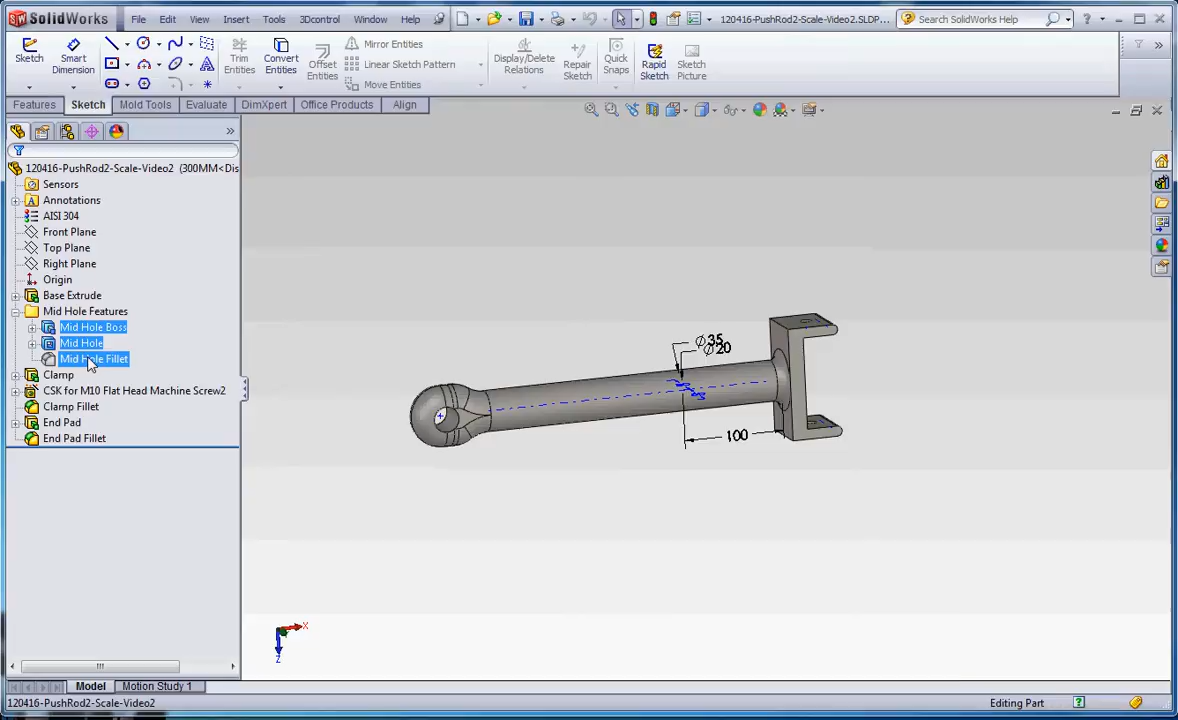 SolidWorks File Edit View Insert Tools 3Dcontrol Window Help 120416-PushRod2-Scale-Video2.SLDP... Search SolidWorks Help
Sketch Smart Dimension Trim Entities Convert Entities Offset Entities Mirror Entities Linear Sketch Pattern Move Entities Display/Delete Relations Repair Sketch Quick Snaps Rapid Sketch Sketch Picture
Features Sketch Mold Tools Evaluate DimXpert Office Products Align
120416-PushRod2-Scale-Video2 (300MM<Dis
Sensors
Annotations
AISI 304
Front Plane
Top Plane
Right Plane
Origin
Base Extrude
Mid Hole Features
Mid Hole Boss
Mid Hole
Mid Hole Fillet
Clamp
CSK for M10 Flat Head Machine Screw2
Clamp Fillet
End Pad
End Pad Fillet
Ø35
Ø20
100
X
Z
Model Motion Study 1
120416-PushRod2-Scale-Video2 Editing Part